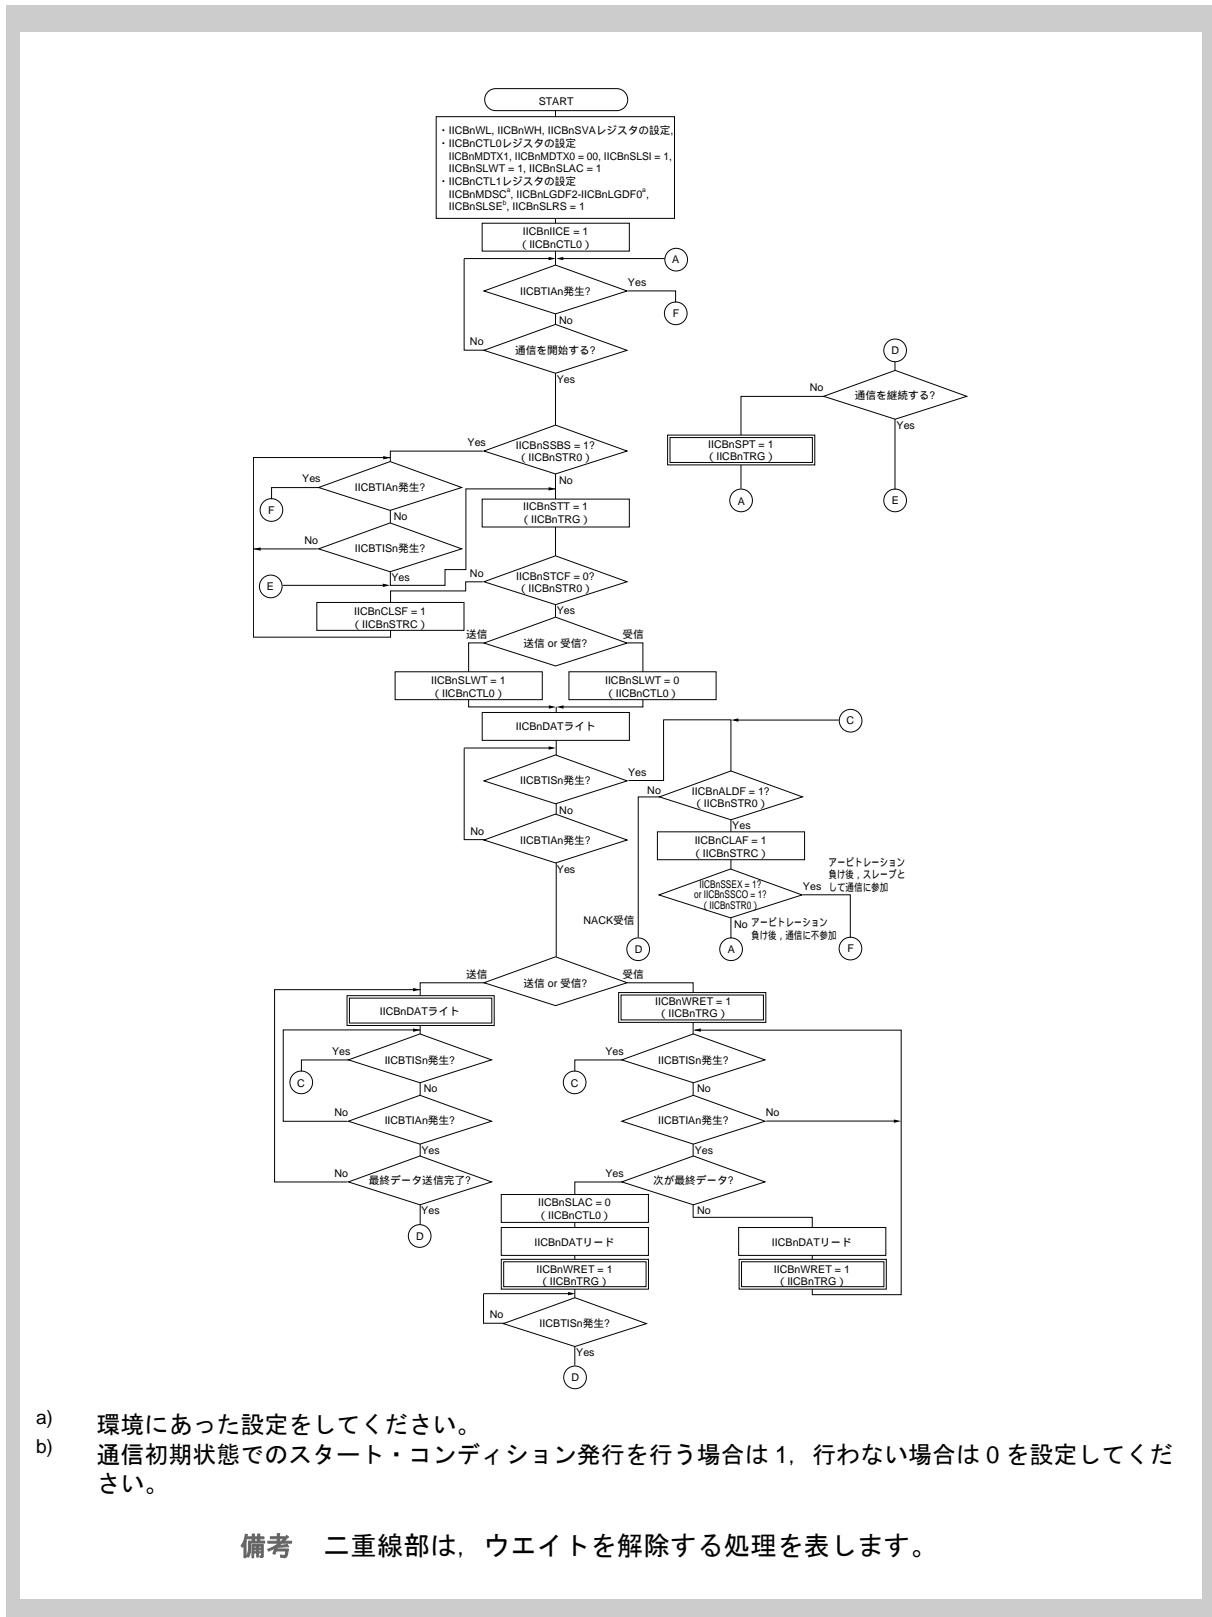 START
・IICBnWL, IICBnWH, IICBnSVAレジスタの設定,
・IICBnCTL0レジスタの設定
IICBnMDTX1, IICBnMDTX0 = 00, IICBnSLSI = 1,
IICBnSLWT = 1, IICBnSLAC = 1
・IICBnCTL1レジスタの設定
IICBnMDSCa, IICBnLGDF2-IICBnLGDF0a,
IICBnSLSEb, IICBnSLRS = 1
IICBnIICE = 1
( IICBnCTL0 )
A
IICBTIAn発生?
Yes
F
No
No
通信を開始する?
Yes
D
No
通信を継続する?
Yes
IICBnSPT = 1
( IICBnTRG )
A
E
Yes
IICBnSSBS = 1?
( IICBnSTR0 )
No
Yes
IICBTIAn発生?
F
No
IICBnSTT = 1
( IICBnTRG )
No
IICBTISn発生?
Yes
E
No
IICBnSTCF = 0?
( IICBnSTR0 )
Yes
IICBnCLSF = 1
( IICBnSTRC )
送信
送信 or 受信?
受信
IICBnSLWT = 1
( IICBnCTL0 )
IICBnSLWT = 0
( IICBnCTL0 )
IICBnDATライト
C
IICBTISn発生?
Yes
No
No
IICBTIAn発生?
Yes
No
IICBnALDF = 1?
( IICBnSTR0 )
Yes
IICBnCLAF = 1
( IICBnSTRC )
IICBnSSEX = 1?
or IICBnSSCO = 1?
( IICBnSTR0 )
Yes
アービトレーション
負け後 , スレーブと
して通信に参加
No
アービトレーション
負け後 , 通信に不参加
NACK受信
D
A
F
送信
送信 or 受信?
受信
IICBnDATライト
IICBnWRET = 1
( IICBnTRG )
Yes
IICBTISn発生?
C
No
No
IICBTIAn発生?
Yes
No
最終データ送信完了?
Yes
D
Yes
IICBTISn発生?
C
No
IICBTIAn発生?
No
Yes
Yes
次が最終データ?
No
IICBnSLAC = 0
( IICBnCTL0 )
IICBnDATリード
IICBnWRET = 1
( IICBnTRG )
IICBnDATリード
IICBnWRET = 1
( IICBnTRG )
No
IICBTISn発生?
Yes
D
a) 環境にあった設定をしてください。
b) 通信初期状態でのスタート・コンディション発行を行う場合は 1, 行わない場合は 0 を設定してくだ
さい。
備考 二重線部は, ウエイトを解除する処理を表します。